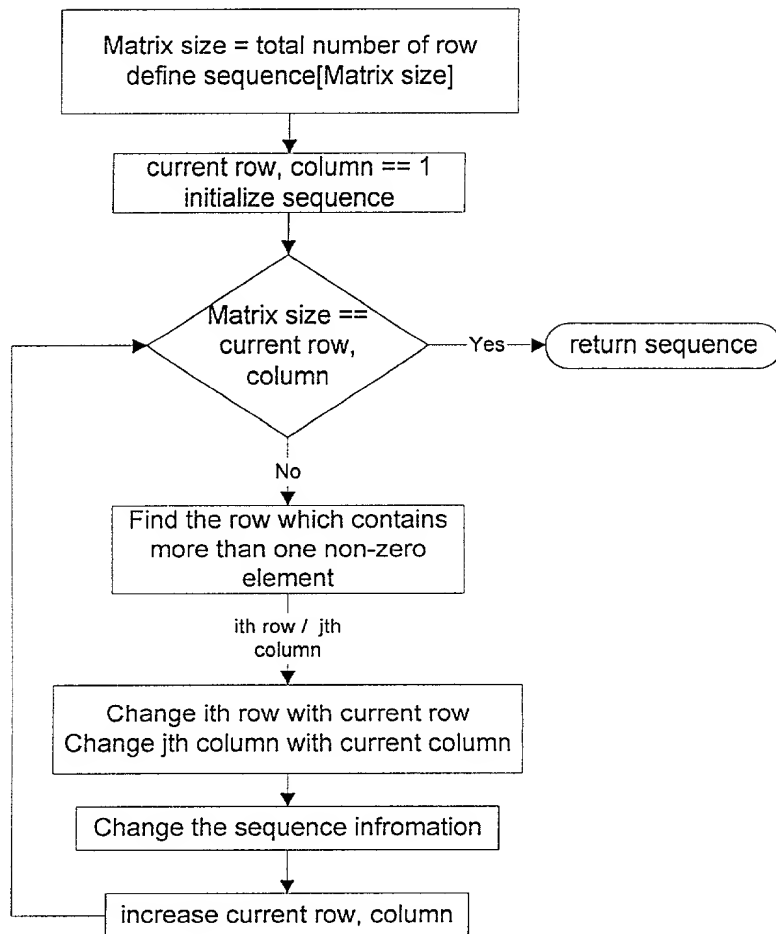 Matrix size = total number of row
define sequence[Matrix size]
current row, column == 1
initialize sequence
Matrix size ==
current row,
column
Yes
return sequence
No
Find the row which contains
more than one non-zero
element
ith row / jth
column
Change ith row with current row
Change jth column with current column
Change the sequence infromation
increase current row, column